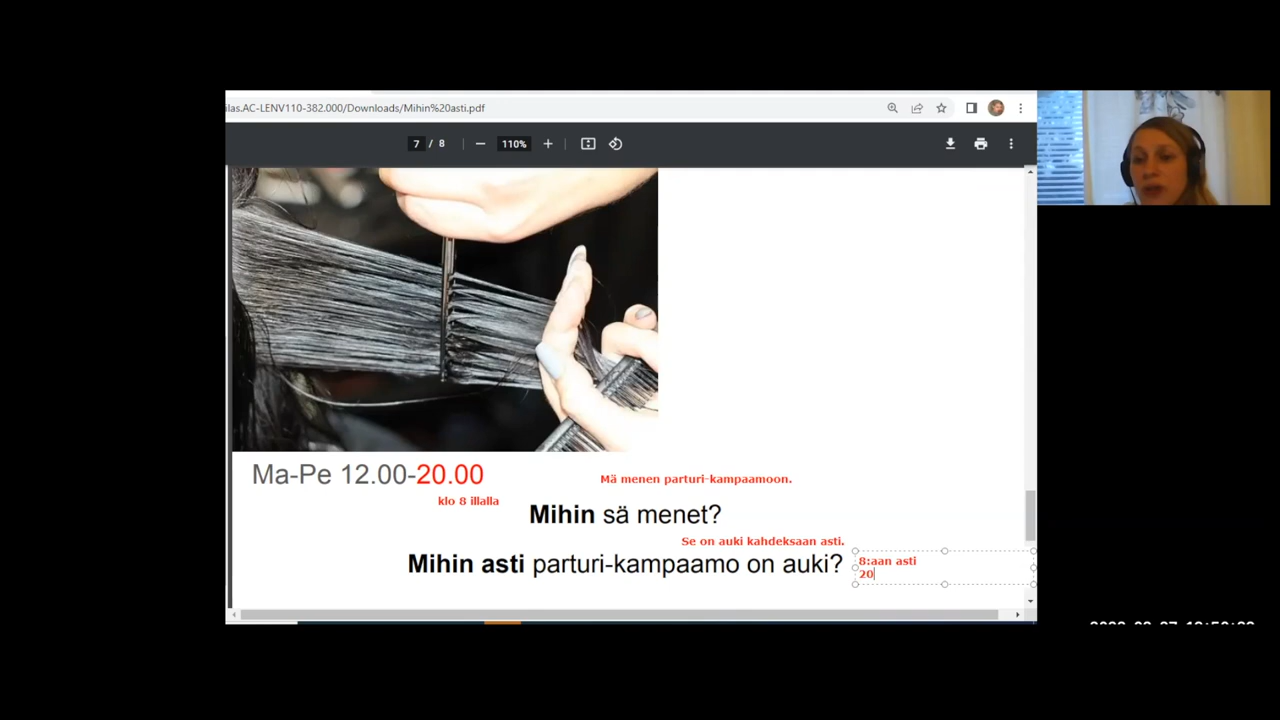 ilas.AC-LENV110-382.000/Downloads/Mihin%20asti.pdf
7 / 8
110%
Ma-Pe 12.00-20.00
klo 8 illalla
Mä menen parturi-kampaamoon.
Mihin sä menet?
Se on auki kahdeksaan asti.
Mihin asti parturi-kampaamo on auki?
8:aan asti
20